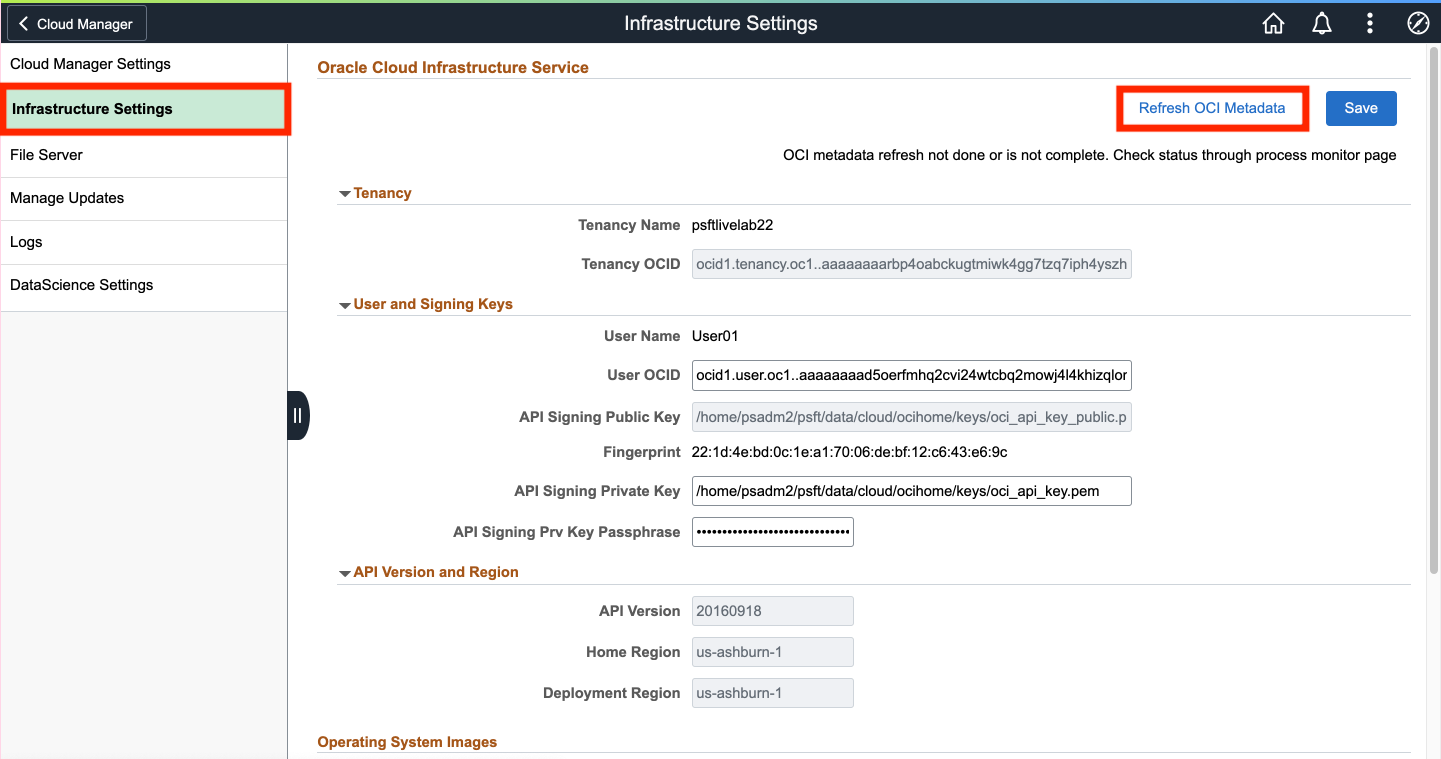 Cloud Manager
Infrastructure Settings
Cloud Manager Settings
Infrastructure Settings
File Server
Manage Updates
Logs
DataScience Settings
Oracle Cloud Infrastructure Service
Refresh OCI Metadata
Save
OCI metadata refresh not done or is not complete. Check status through process monitor page
Tenancy
Tenancy Name psftlivelab22
Tenancy OCID ocid1.tenancy.oc1..aaaaaaaarbp4oabckugtmiwk4gg7tzq7iph4yszh
User and Signing Keys
User Name User01
User OCID ocid1.user.oc1..aaaaaaaad5oerfmhq2cvi24wtcbq2mowj4l4khizqlor
API Signing Public Key /home/psadm2/psft/data/cloud/ocihome/keys/oci_api_key_public.p
Fingerprint 22:1d:4e:bd:0c:1e:a1:70:06:de:bf:12:c6:43:e6:9c
API Signing Private Key /home/psadm2/psft/data/cloud/ocihome/keys/oci_api_key.pem
API Signing Prv Key Passphrase
API Version and Region
API Version 20160918
Home Region us-ashburn-1
Deployment Region us-ashburn-1
Operating System Images